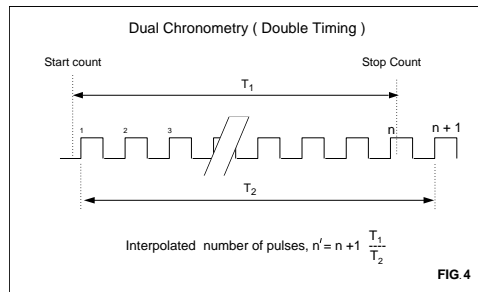 Dual Chronometry ( Double Timing )
Start count Stop Count
T1
1 2 3 n n + 1
T2
Interpolated number of pulses, n/ = n +1 T1
T2
FIG.4